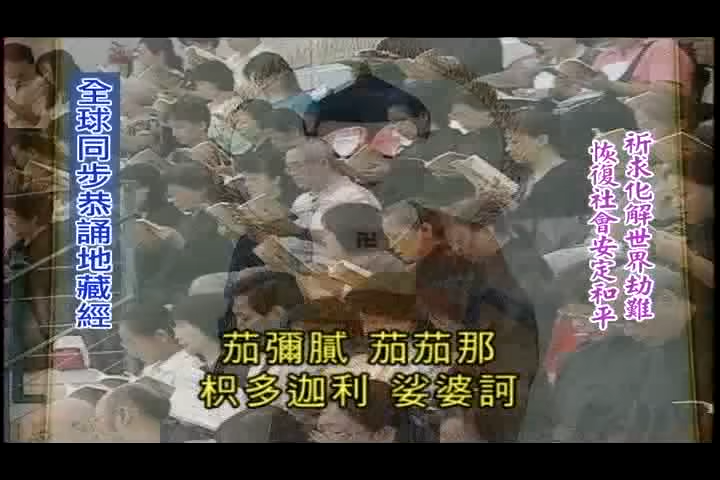 全球同步恭誦地藏經
祈求化解世界劫難
恢復社會安定和平
卍
茄彌膩 茄茄那
枳多迦利 娑婆訶